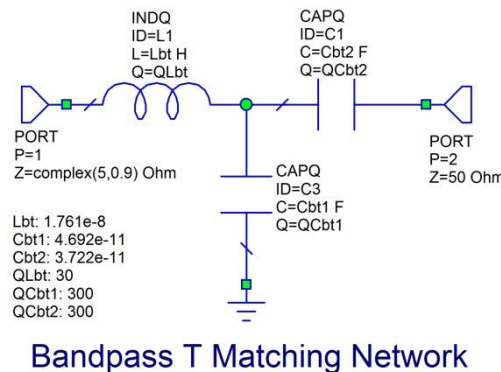 INDQ
ID=L1
L=Lbt H
Q=QLbt
CAPQ
ID=C1
C=Cbt2 F
Q=QCbt2
PORT
P=1
Z=complex(5,0.9) Ohm
PORT
P=2
Z=50 Ohm
CAPQ
ID=C3
C=Cbt1 F
Q=QCbt1
Lbt: 1.761e-8
Cbt1: 4.692e-11
Cbt2: 3.722e-11
QLbt: 30
QCbt1: 300
QCbt2: 300
Bandpass T Matching Network